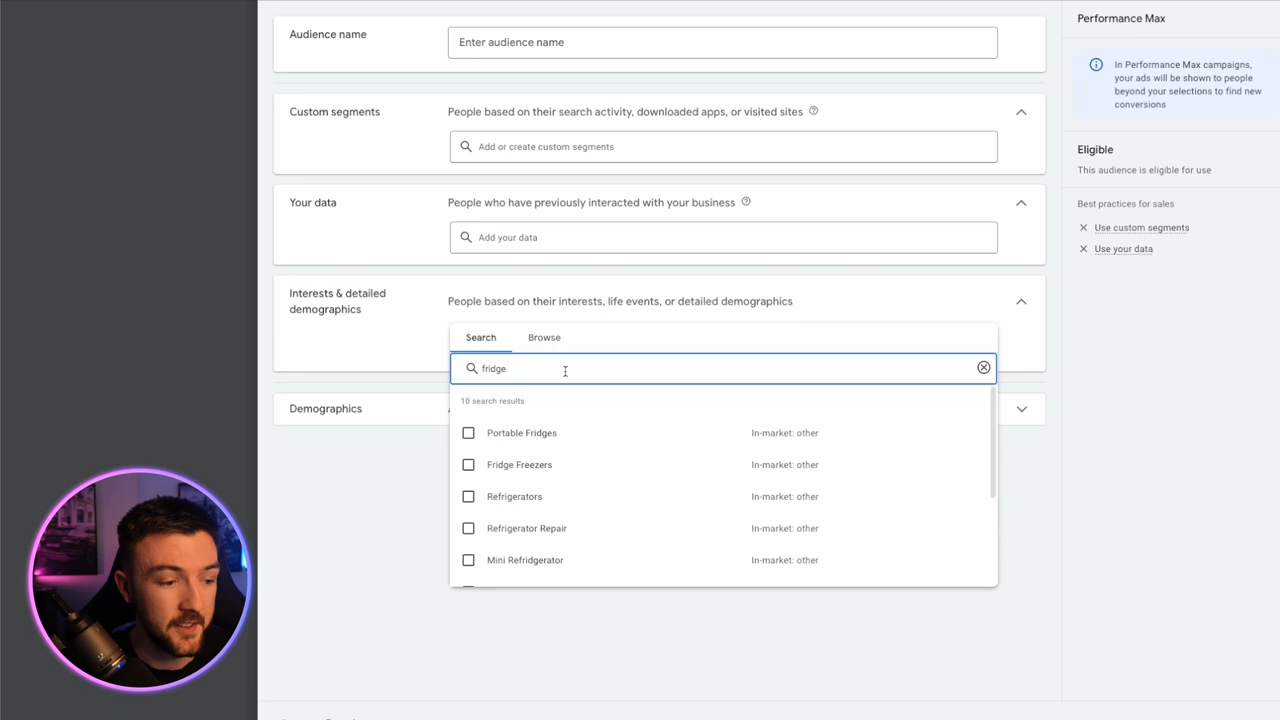 Audience name
Enter audience name
Custom segments
People based on their search activity, downloaded apps, or visited sites
Add or create custom segments
Your data
People who have previously interacted with your business
Add your data
Interests & detailed
demographics
People based on their interests, life events, or detailed demographics
Search Browse
fridge
10 search results
Portable Fridges In-market: other
Fridge Freezers In-market: other
Refrigerators In-market: other
Refrigerator Repair In-market: other
Mini Refridgerator In-market: other
Demographics
Performance Max
In Performance Max campaigns,
your ads will be shown to people
beyond your selections to find new
conversions
Eligible
This audience is eligible for use
Best practices for sales
Use custom segments
Use your data